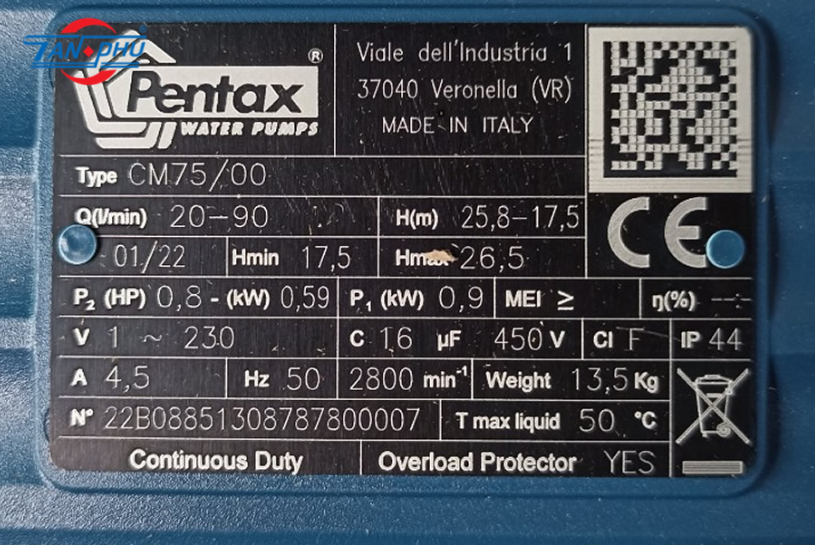 TAN PHU
Pentax ®
WATER PUMPS
Viale dell'Industria 1
37040 Veronella (VR)
MADE IN ITALY
Type CM75/00
Q(l/min) 20-90 H(m) 25,8-17,5
01/22 Hmin 17,5 Hmax 26,5
P2 (HP) 0,8 - (kW) 0,59 P1 (kW) 0,9 MEI ≥ η(%) --.-
V 1 ~ 230 C 16 µF 450 V Cl F IP 44
A 4,5 Hz 50 2800 min⁻¹ Weight 13,5 Kg
N° 22B08851308787800007 T max liquid 50 °C
Continuous Duty Overload Protector YES
CE